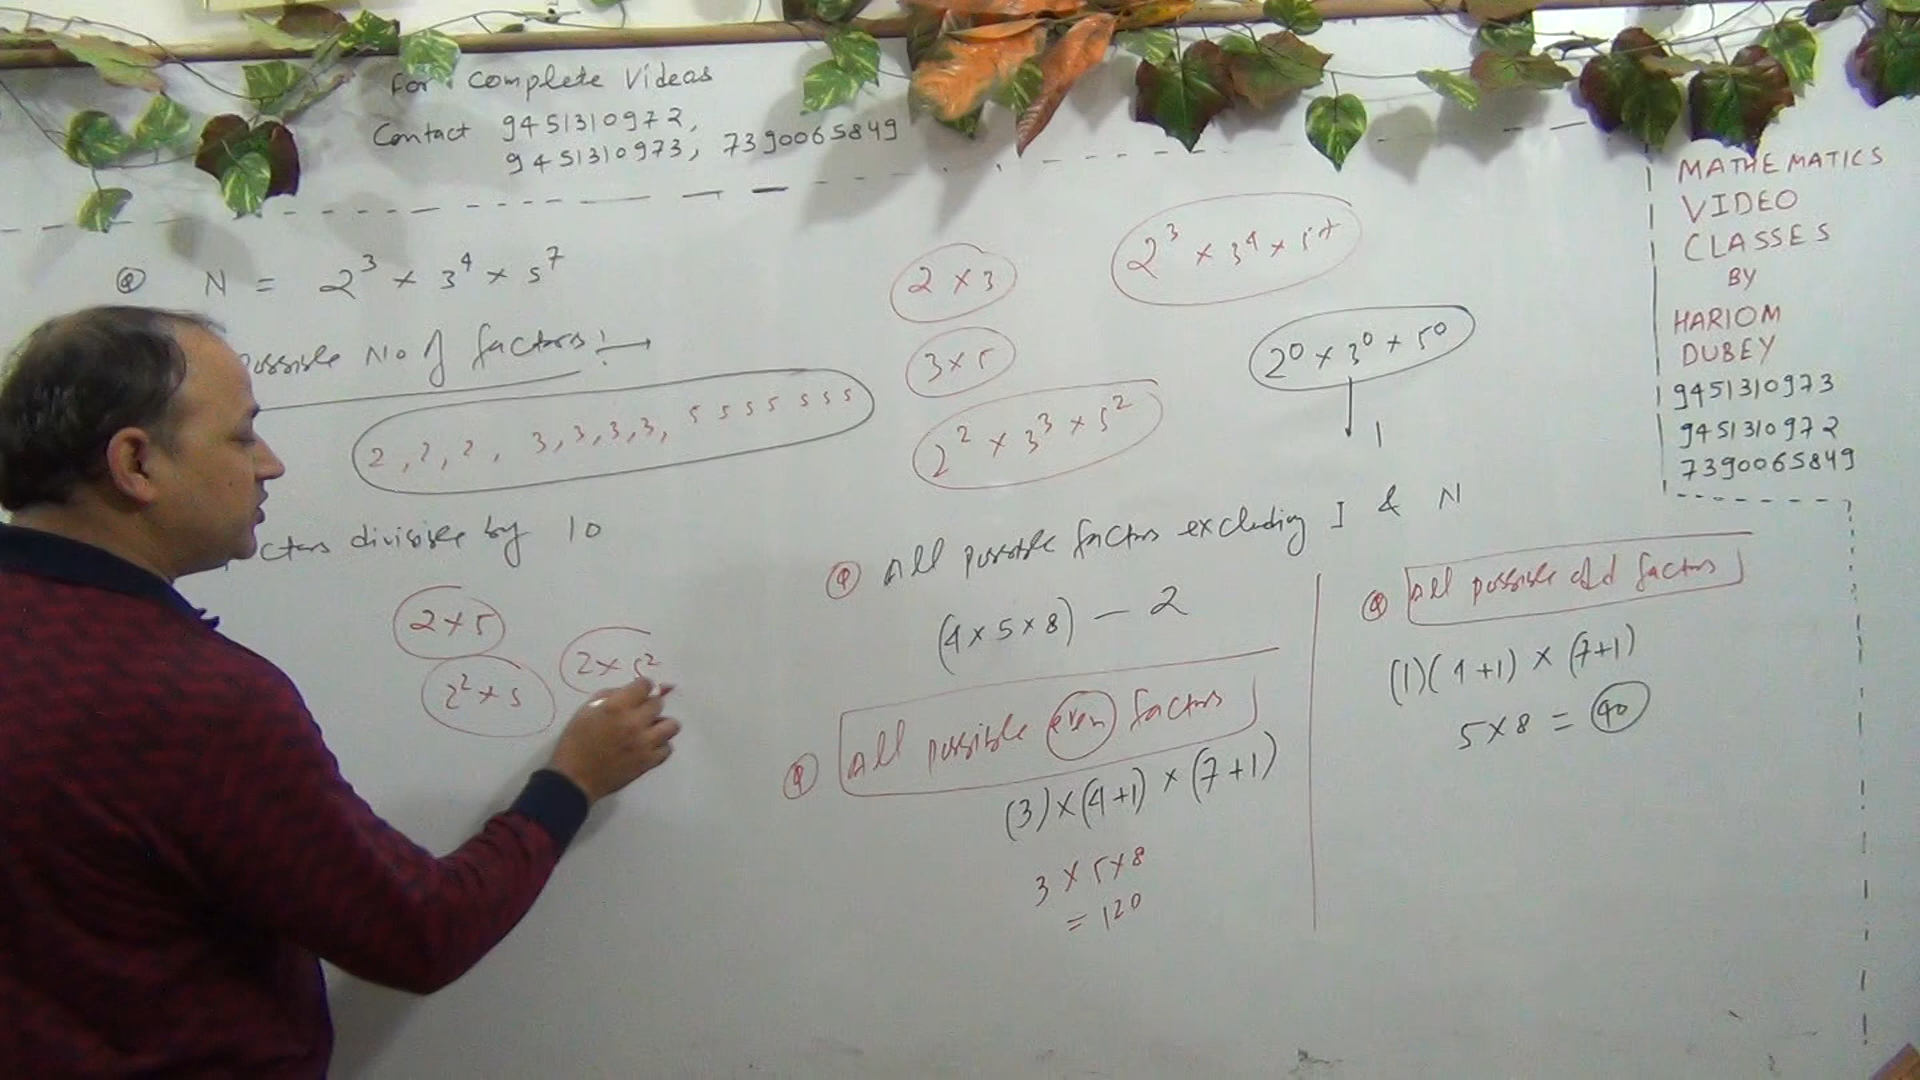 For Complete Videos
Contact 9451310972,
9451310973, 7390065849
MATHEMATICS
VIDEO
CLASSES
BY
HARIOM
DUBEY
9451310973
9451310972
7390065849
Q N = 2³ × 3⁴ × 5⁷
possible No of factors:→
2, 2, 2, 3, 3, 3, 3, 5 5 5 5 5 5 5
2 × 3
3 × 5
2² × 3³ × 5²
2³ × 3⁴ × 5⁷
2⁰ × 3⁰ × 5⁰
1
ctors divisible by 10
2 × 5
2² × 5
2 × 5²
Q All possible factors excluding 1 & N
(4 × 5 × 8) – 2
Q All possible even factors
(3) × (4+1) × (7+1)
3 × 5 × 8
= 120
Q All possible odd factors
(1)(4+1) × (7+1)
5 × 8 = 40